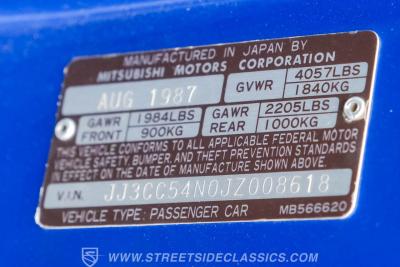 MANUFACTURED IN JAPAN BY
MITSUBISHI MOTORS CORPORATION
AUG 1987 GVWR 4057LBS 1840KG
GAWR FRONT 1984LBS 900KG GAWR REAR 2205LBS 1000KG
THIS VEHICLE CONFORMS TO ALL APPLICABLE FEDERAL MOTOR
VEHICLE SAFETY, BUMPER, AND THEFT PREVENTION STANDARDS
IN EFFECT ON THE DATE OF MANUFACTURE SHOWN ABOVE.
V.I.N. JJ3CC54N0JZ008618
VEHICLE TYPE: PASSENGER CAR MB566620
WWW.STREETSIDECLASSICS.COM